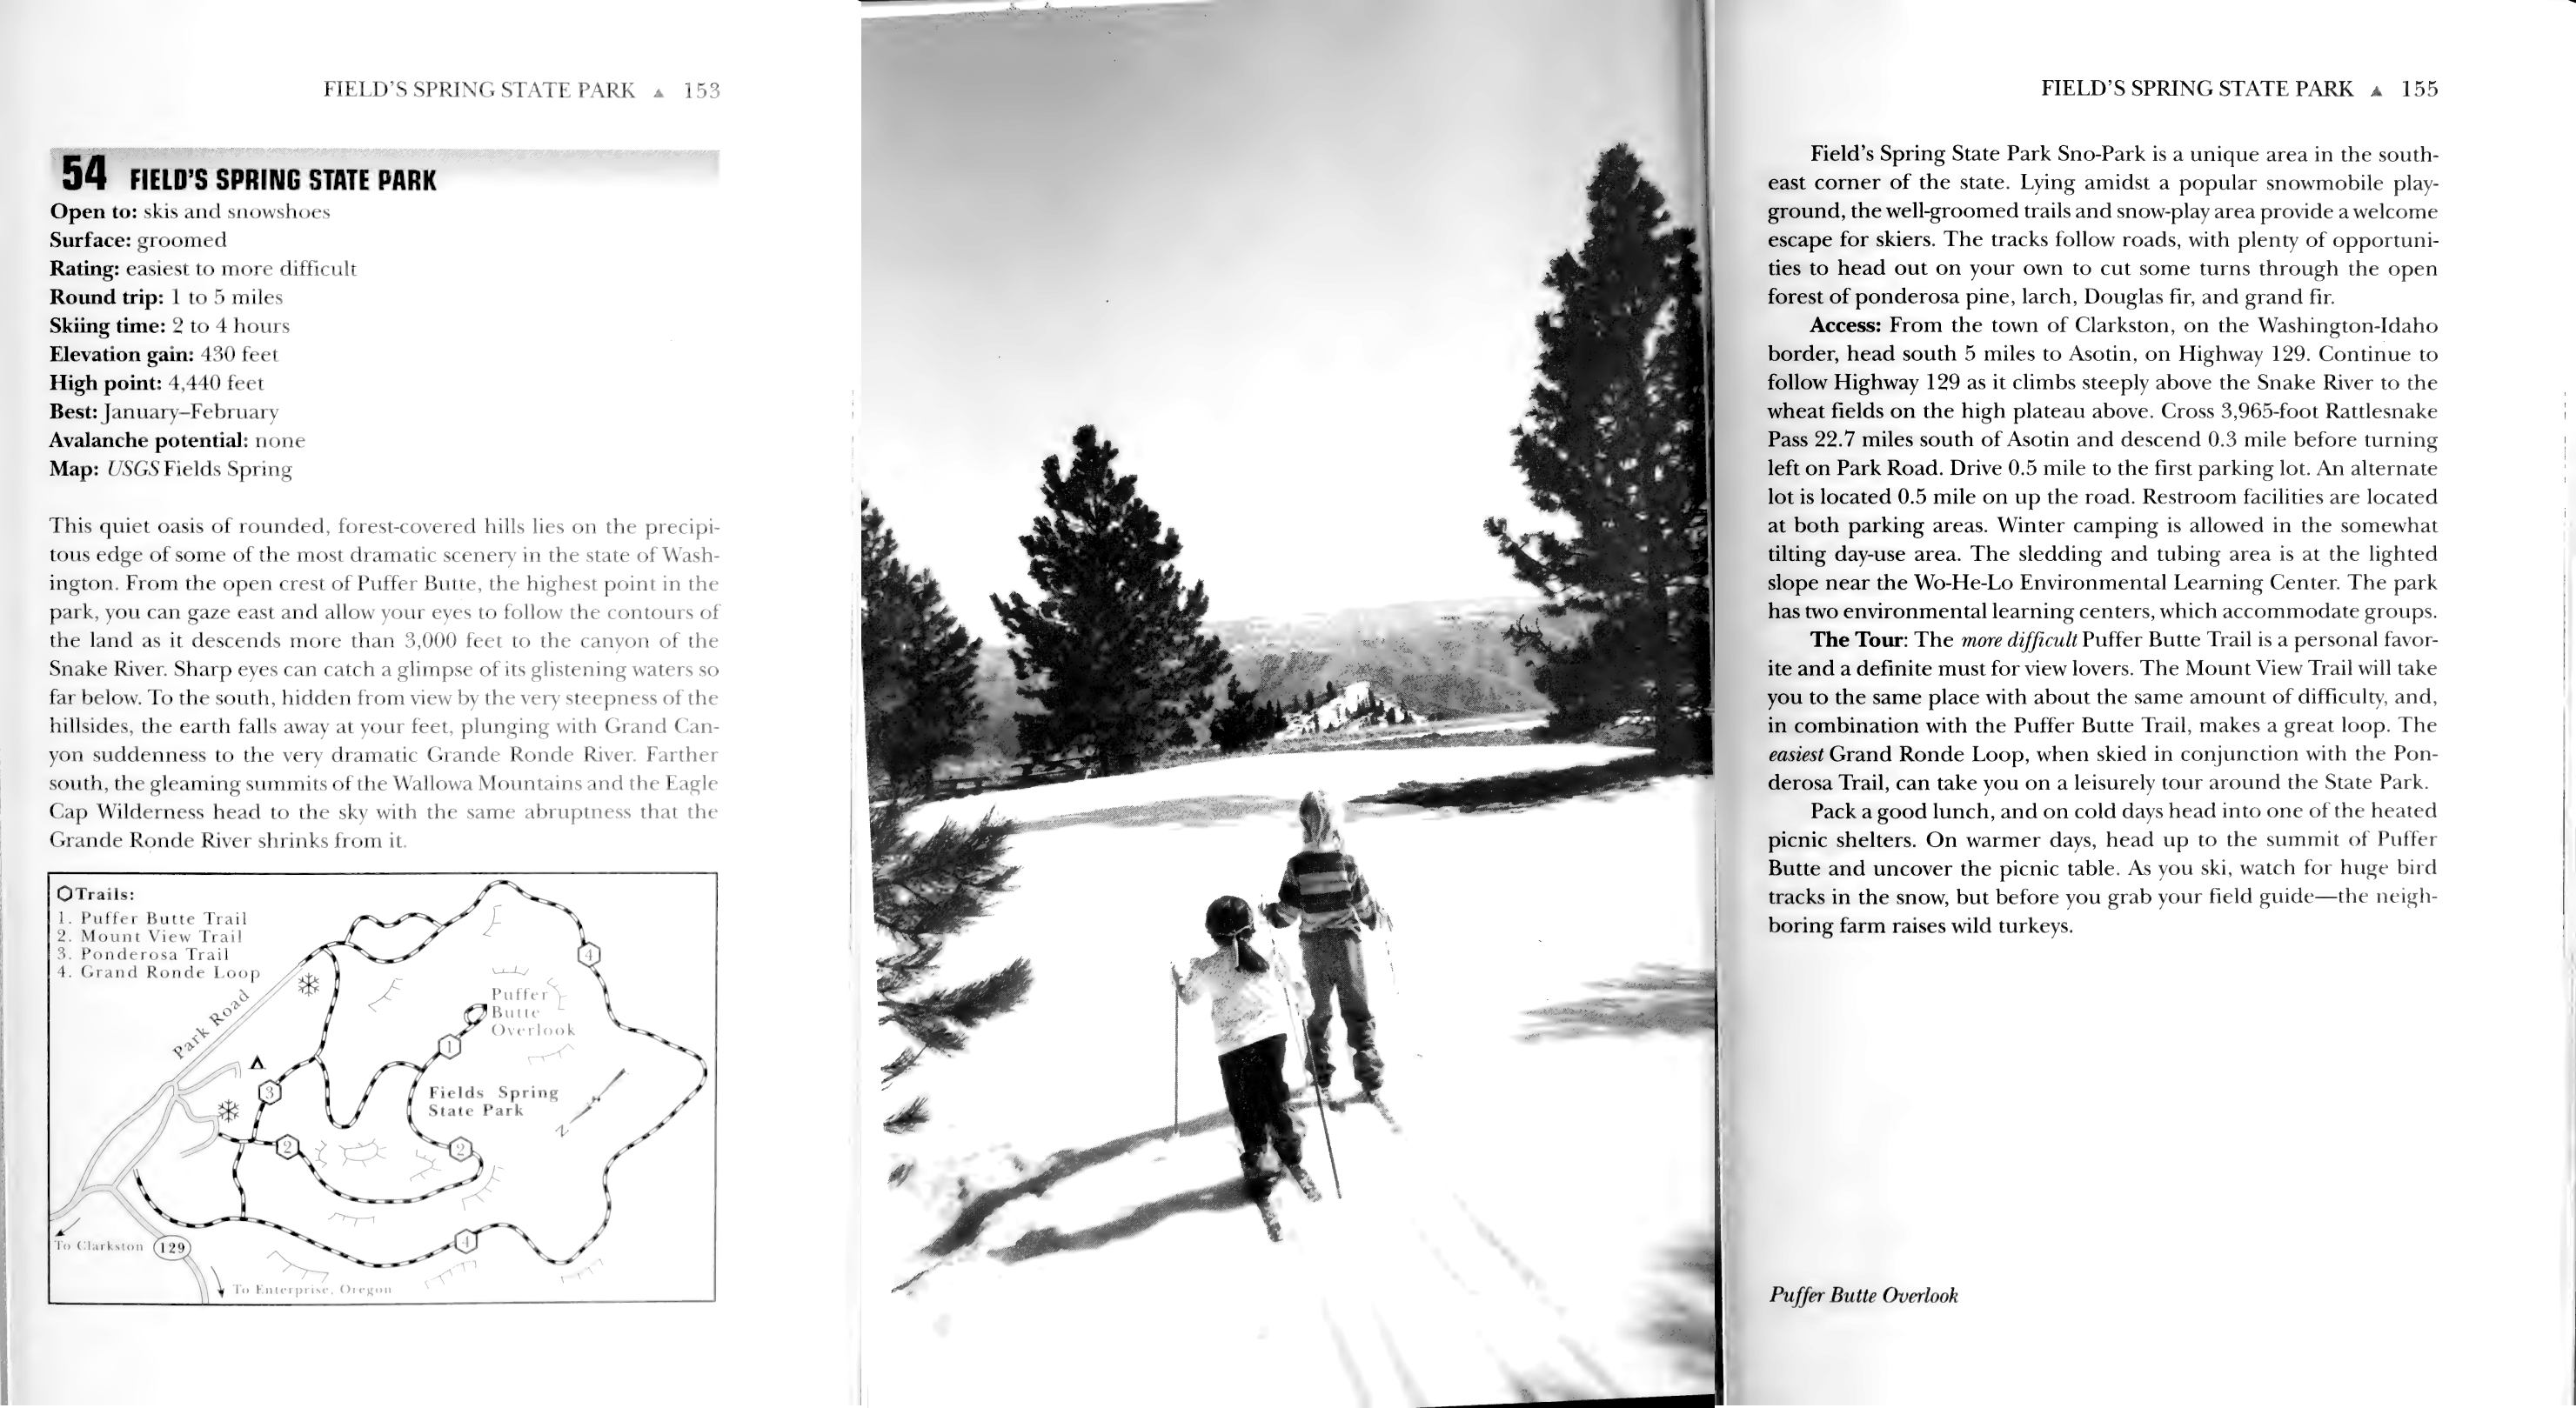 FIELD'S SPRING STATE PARK ▲ 153
54 FIELD'S SPRING STATE PARK
Open to: skis and snowshoes
Surface: groomed
Rating: easiest to more difficult
Round trip: 1 to 5 miles
Skiing time: 2 to 4 hours
Elevation gain: 430 feet
High point: 4,440 feet
Best: January–February
Avalanche potential: none
Map: USGS Fields Spring
This quiet oasis of rounded, forest-covered hills lies on the precipi-
tous edge of some of the most dramatic scenery in the state of Wash-
ington. From the open crest of Puffer Butte, the highest point in the
park, you can gaze east and allow your eyes to follow the contours of
the land as it descends more than 3,000 feet to the canyon of the
Snake River. Sharp eyes can catch a glimpse of its glistening waters so
far below. To the south, hidden from view by the very steepness of the
hillsides, the earth falls away at your feet, plunging with Grand Can-
yon suddenness to the very dramatic Grande Ronde River. Farther
south, the gleaming summits of the Wallowa Mountains and the Eagle
Cap Wilderness head to the sky with the same abruptness that the
Grande Ronde River shrinks from it.
Trails:
1. Puffer Butte Trail
2. Mount View Trail
3. Ponderosa Trail
4. Grand Ronde Loop
4
Puffer
Butte
Overlook
Park Road
1
3
Fields Spring
State Park
N
2
2
4
To Clarkston
129
To Enterprise, Oregon
FIELD'S SPRING STATE PARK ▲ 155
Field's Spring State Park Sno-Park is a unique area in the south-
east corner of the state. Lying amidst a popular snowmobile play-
ground, the well-groomed trails and snow-play area provide a welcome
escape for skiers. The tracks follow roads, with plenty of opportuni-
ties to head out on your own to cut some turns through the open
forest of ponderosa pine, larch, Douglas fir, and grand fir.
Access: From the town of Clarkston, on the Washington-Idaho
border, head south 5 miles to Asotin, on Highway 129. Continue to
follow Highway 129 as it climbs steeply above the Snake River to the
wheat fields on the high plateau above. Cross 3,965-foot Rattlesnake
Pass 22.7 miles south of Asotin and descend 0.3 mile before turning
left on Park Road. Drive 0.5 mile to the first parking lot. An alternate
lot is located 0.5 mile on up the road. Restroom facilities are located
at both parking areas. Winter camping is allowed in the somewhat
tilting day-use area. The sledding and tubing area is at the lighted
slope near the Wo-He-Lo Environmental Learning Center. The park
has two environmental learning centers, which accommodate groups.
The Tour: The more difficult Puffer Butte Trail is a personal favor-
ite and a definite must for view lovers. The Mount View Trail will take
you to the same place with about the same amount of difficulty, and,
in combination with the Puffer Butte Trail, makes a great loop. The
easiest Grand Ronde Loop, when skied in conjunction with the Pon-
derosa Trail, can take you on a leisurely tour around the State Park.
Pack a good lunch, and on cold days head into one of the heated
picnic shelters. On warmer days, head up to the summit of Puffer
Butte and uncover the picnic table. As you ski, watch for huge bird
tracks in the snow, but before you grab your field guide—the neigh-
boring farm raises wild turkeys.
Puffer Butte Overlook